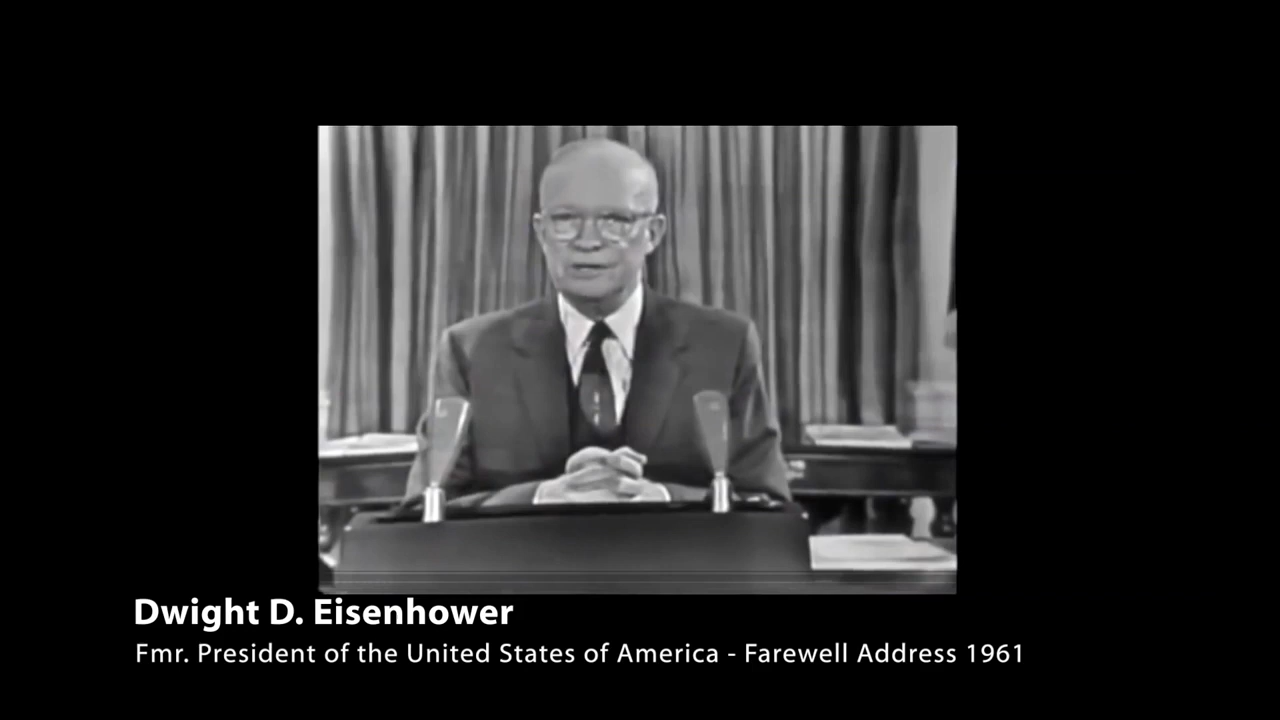 Dwight D. Eisenhower
Fmr. President of the United States of America - Farewell Address 1961